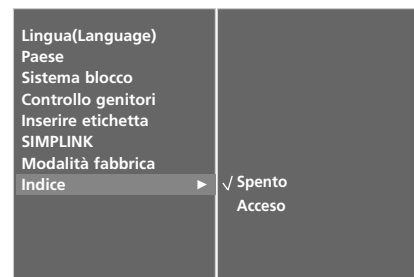 Lingua(Language)
Paese
Sistema blocco
Controllo genitori
Inserire etichetta
SIMPLINK
Modalità fabbrica
Indice ► √ Spento
Acceso